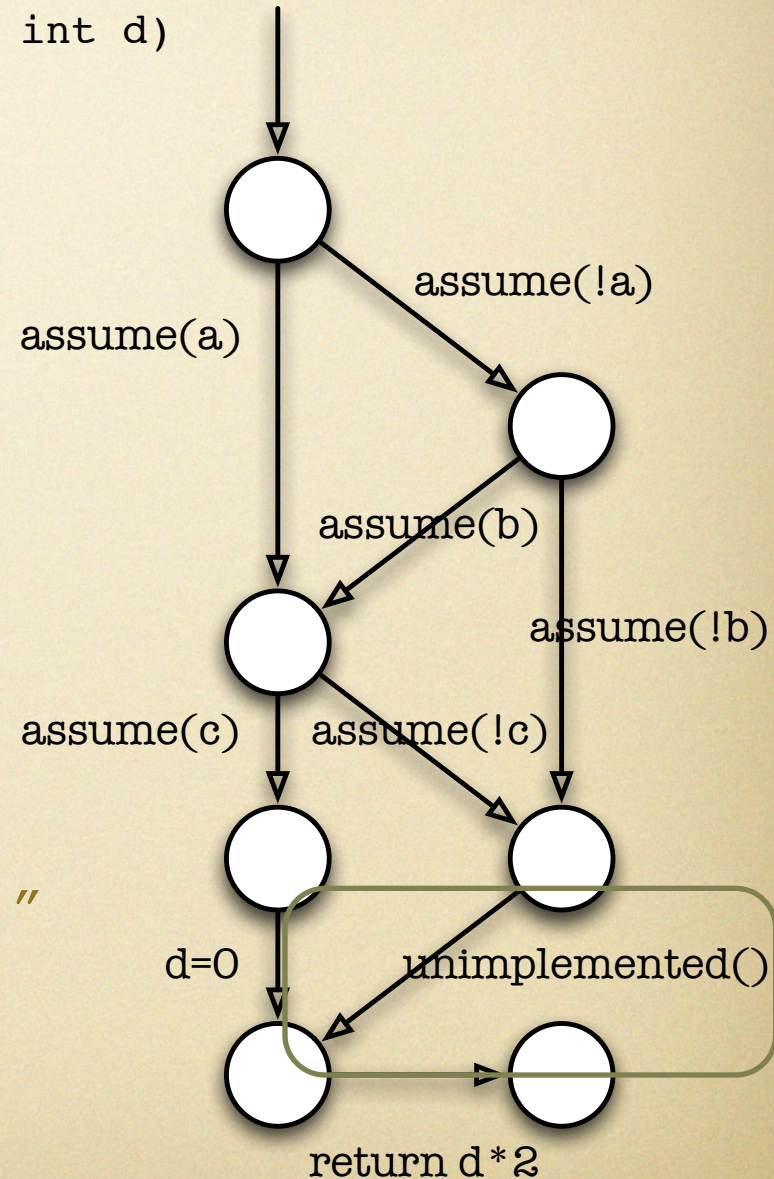 int d)
assume(!a)
assume(a)
assume(b)
assume(!b)
assume(c)
assume(!c)
”
d=0
unimplemented()
return d*2